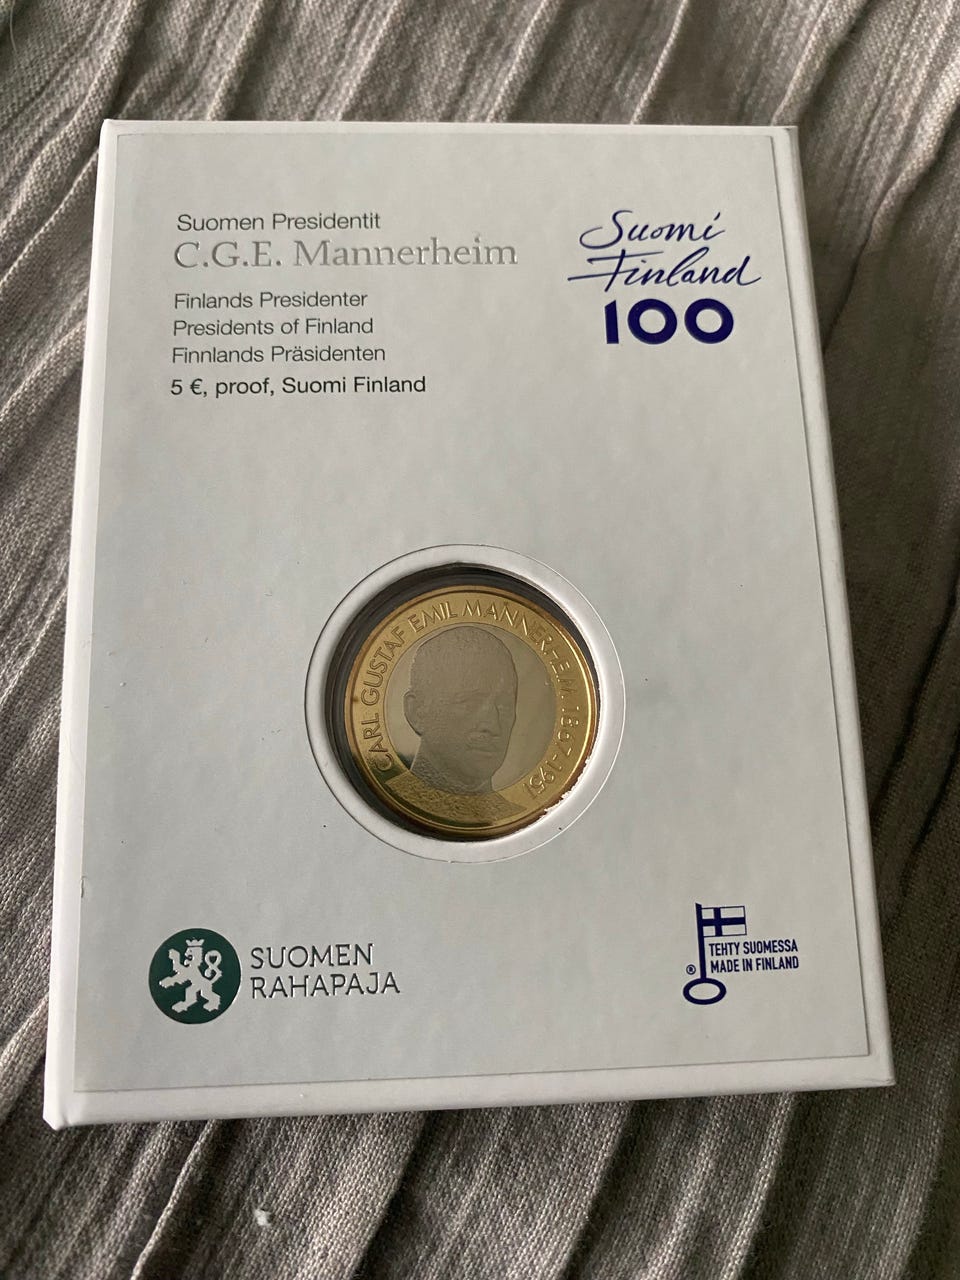 Suomen Presidentit
C.G.E. Mannerheim
Finlands Presidenter
Presidents of Finland
Finnlands Präsidenten
5 €, proof, Suomi Finland
Suomi
Finland
100
CARL GUSTAF EMIL MANNERHEIM 1867-1951
SUOMEN
RAHAPAJA
TEHTY SUOMESSA
® MADE IN FINLAND